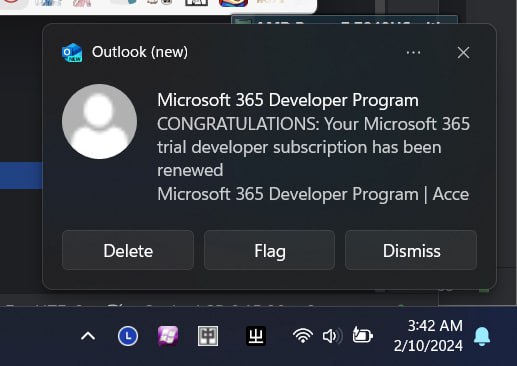 Outlook (new)
Microsoft 365 Developer Program
CONGRATULATIONS: Your Microsoft 365
trial developer subscription has been
renewed
Microsoft 365 Developer Program | Acce
Delete
Flag
Dismiss
L
中
3:42 AM
2/10/2024